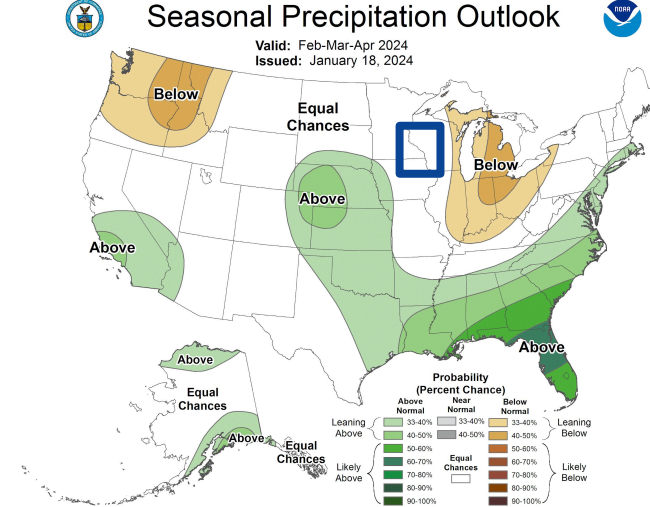 Seasonal Precipitation Outlook
NOAA
Valid: Feb-Mar-Apr 2024
Issued: January 18, 2024
Below
Equal
Chances
Below
Above
Above
Above
Above
Equal
Chances
Above
Equal
Chances
Probability
(Percent Chance)
Above
Normal
Near
Normal
Below
Normal
Leaning
Above
33-40%
33-40%
33-40%
Leaning
Below
40-50%
40-50%
40-50%
Likely
Above
50-60%
60-70%
70-80%
80-90%
90-100%
Equal
Chances
50-60%
60-70%
70-80%
80-90%
90-100%
Likely
Below